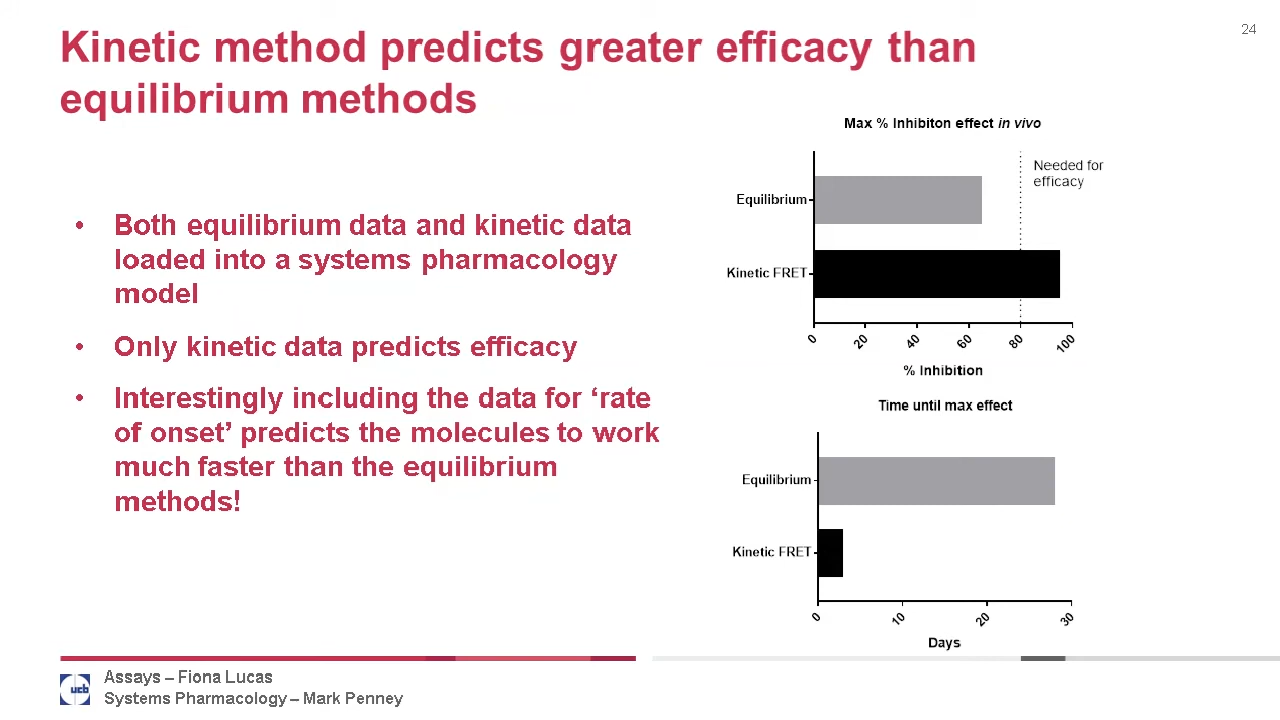 24
Kinetic method predicts greater efficacy than
equilibrium methods
• Both equilibrium data and kinetic data
loaded into a systems pharmacology
model
• Only kinetic data predicts efficacy
• Interestingly including the data for ‘rate
of onset’ predicts the molecules to work
much faster than the equilibrium
methods!
Max % Inhibiton effect in vivo
Needed for
efficacy
Equilibrium
Kinetic FRET
0 20 40 60 80 100
% Inhibition
Time until max effect
Equilibrium
Kinetic FRET
0 10 20 30
Days
ucb
Assays – Fiona Lucas
Systems Pharmacology – Mark Penney